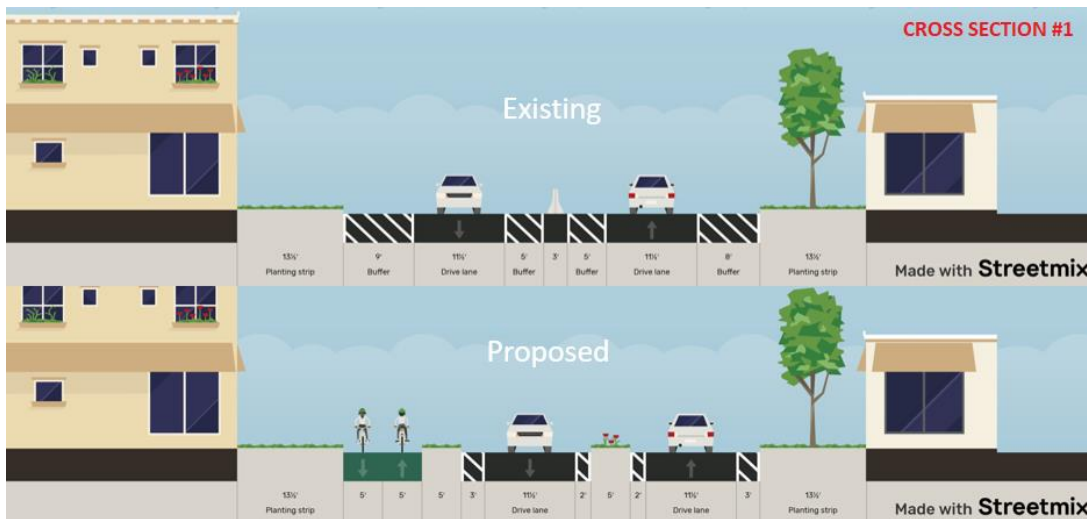 CROSS SECTION #1
Existing
13½' 9' 11½' 5' 3' 5' 11½' 8' 13½'
Planting strip Buffer Drive lane Buffer Buffer Drive lane Buffer Planting strip
Made with Streetmix
Proposed
13½' 5' 5' 5' 3' 11½' 2' 5' 2' 11½' 3' 13½'
Planting strip Drive lane Drive lane Planting strip
Made with Streetmix